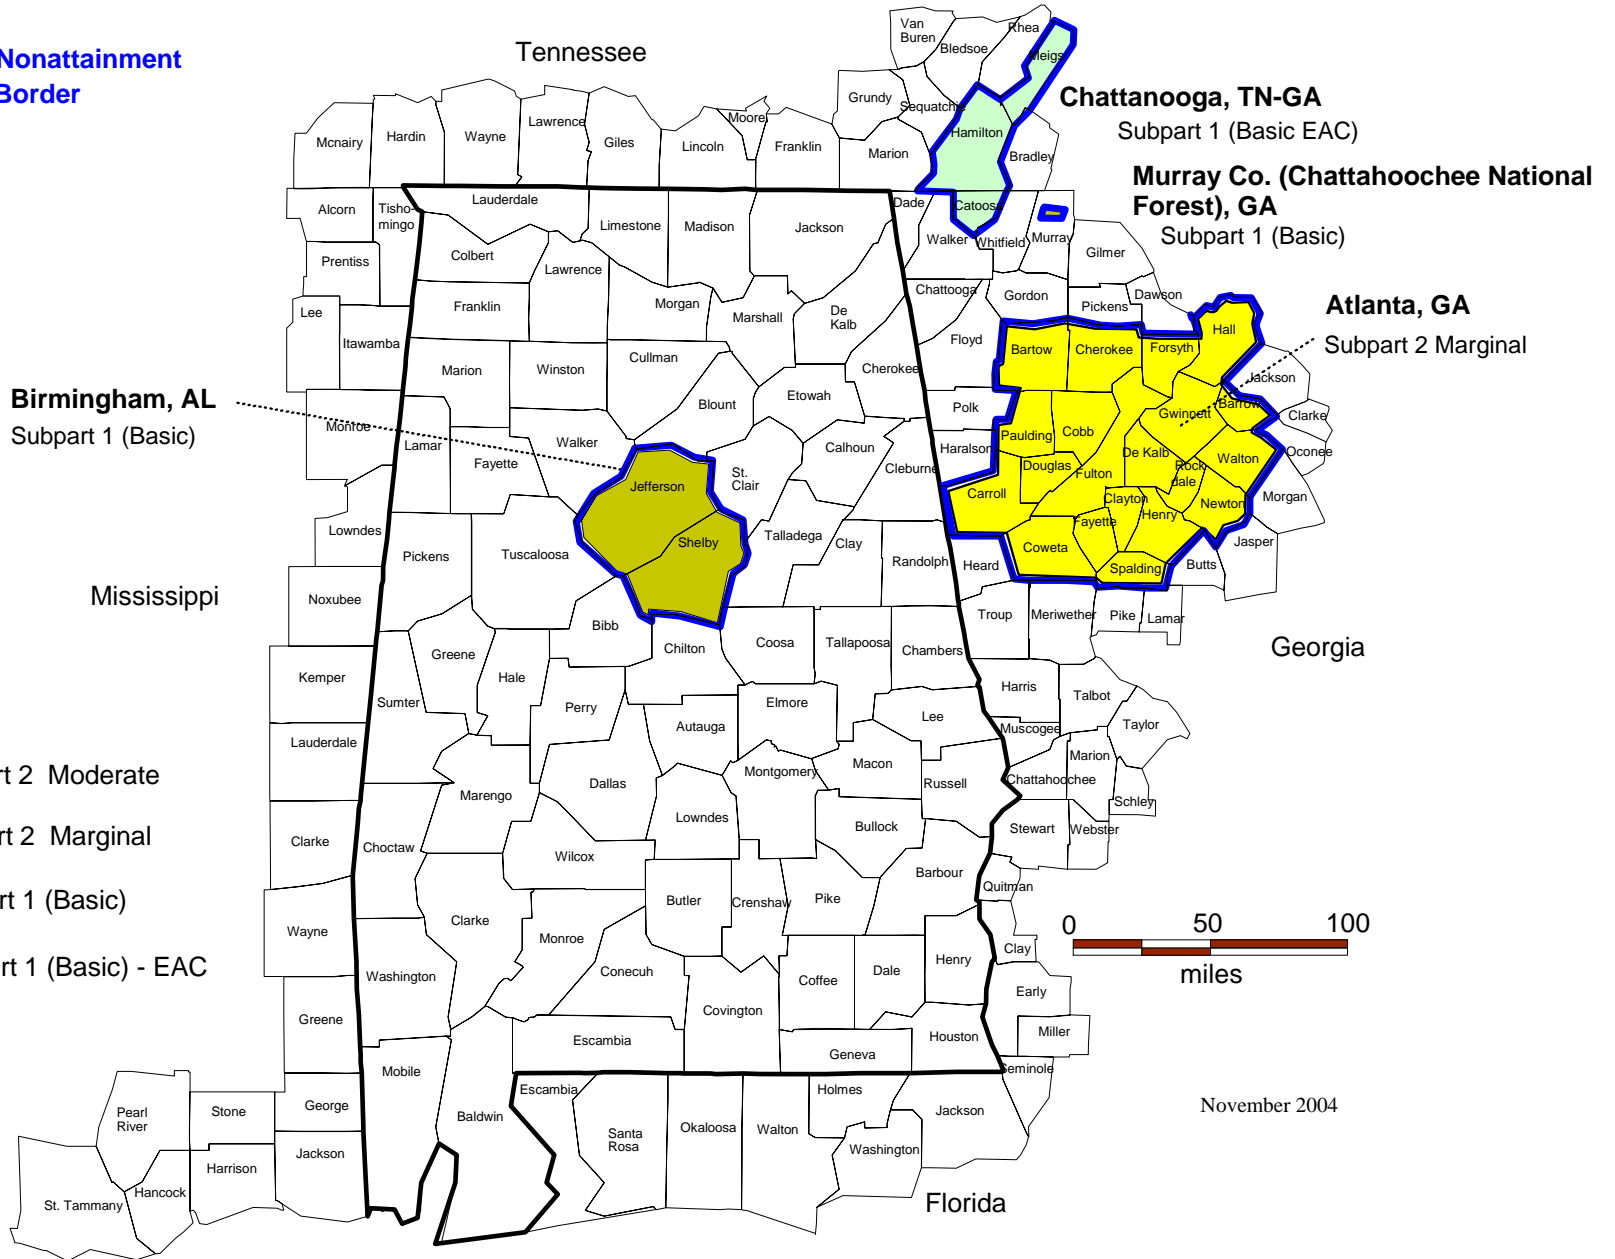 Nonattainment
Border
Tennessee
Van
Buren
Bledsoe
Rhea
Meigs
Grundy
Sequatchie
Hamilton
Marion
Bradley
Chattanooga, TN-GA
Subpart 1 (Basic EAC)
Murray Co. (Chattahoochee National
Forest), GA
Subpart 1 (Basic)
Mcnairy
Hardin
Wayne
Lawrence
Giles
Lincoln
Moore
Franklin
Alcorn
Tisho-
mingo
Lauderdale
Limestone
Madison
Jackson
Dade
Catoosa
Walker
Whitfield
Murray
Gilmer
Prentiss
Colbert
Lawrence
Franklin
Morgan
Marshall
De
Kalb
Chattooga
Gordon
Pickens
Dawson
Lee
Itawamba
Marion
Winston
Cullman
Cherokee
Floyd
Bartow
Cherokee
Forsyth
Hall
Atlanta, GA
Subpart 2 Marginal
Birmingham, AL
Subpart 1 (Basic)
Monroe
Lamar
Fayette
Walker
Blount
Etowah
Calhoun
Cleburne
St.
Clair
Jefferson
Shelby
Polk
Haralson
Paulding
Cobb
Gwinnett
Barrow
Jackson
Clarke
Oconee
Douglas
Fulton
De Kalb
Rock
dale
Walton
Carroll
Clayton
Henry
Newton
Morgan
Fayette
Coweta
Spalding
Butts
Jasper
Lowndes
Pickens
Tuscaloosa
Talladega
Clay
Randolph
Heard
Mississippi
Noxubee
Bibb
Chilton
Coosa
Tallapoosa
Chambers
Troup
Meriwether
Pike
Lamar
Georgia
Kemper
Sumter
Greene
Hale
Perry
Autauga
Elmore
Lee
Harris
Talbot
Muscogee
Taylor
Lauderdale
Marengo
Dallas
Montgomery
Macon
Russell
Chattahoochee
Marion
Schley
rt 2 Moderate
rt 2 Marginal
rt 1 (Basic)
rt 1 (Basic) - EAC
Clarke
Choctaw
Wilcox
Lowndes
Bullock
Stewart
Webster
Barbour
Quitman
Wayne
Clarke
Butler
Crenshaw
Pike
Monroe
Conecuh
Washington
Coffee
Dale
Henry
Clay
Early
Miller
0 50 100
miles
Greene
Covington
Escambia
Geneva
Houston
Seminole
Mobile
Baldwin
Escambia
Santa
Rosa
Okaloosa
Walton
Holmes
Washington
Jackson
Florida
November 2004
Pearl
River
Stone
George
Jackson
Harrison
Hancock
St. Tammany